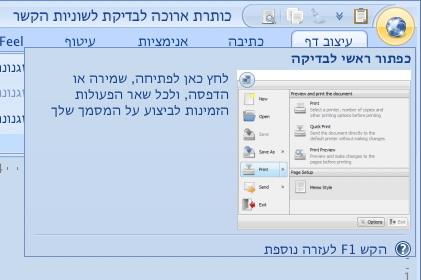 כותרת ארוכה לבדיקת לשוניות הקשר
עיצוב דף
כתיבה
אנימציות
עיטוף
Feel
כפתור ראשי לבדיקה
לחץ כאן לפתיחה, שמירה או
הדפסה, ולכל שאר הפעולות
הזמינות לביצוע על המסמך שלך
New
Open
Save
Save As
Print
Send
Exit
Preview and print the document
Print
Select a printer, number of copies and
other printing options before printing
Quick Print
Send the document directly to the
default printer without making changes
Print Preview
Preview and make changes to the
pages before printing
Page Setup
Memo Style
Options
Exit
הקש F1 לעזרה נוספת
1